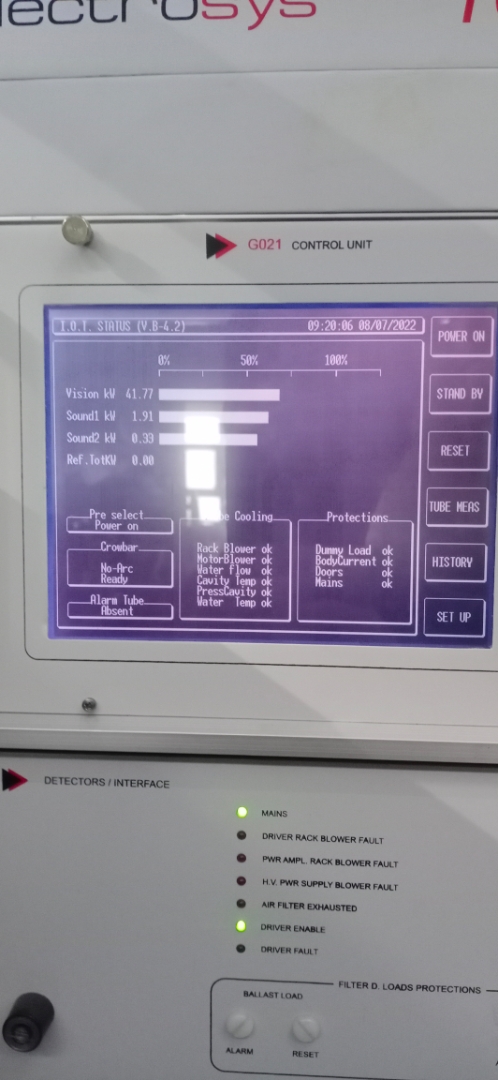 ectrosys
G021 CONTROL UNIT
I.O.T. STATUS (V.B-4.2) 09:20:06 08/07/2022
0% 50% 100%
Vision kW 41.77
Sound1 kW 1.91
Sound2 kW 0.33
Ref.TotKW 0.00
Pre select
Power on
Crowbar
No-Arc
Ready
Alarm Tube
Absent
Cooling
Rack Blower ok
MotorBlower ok
Water flow ok
Cavity Temp ok
PressCavity ok
Water Temp ok
Protections
Dummy Load ok
BodyCurrent ok
Doors ok
Mains ok
POWER ON
STAND BY
RESET
TUBE MEAS
HISTORY
SET UP
DETECTORS / INTERFACE
MAINS
DRIVER RACK BLOWER FAULT
PWR AMPL. RACK BLOWER FAULT
H.V. PWR SUPPLY BLOWER FAULT
AIR FILTER EXHAUSTED
DRIVER ENABLE
DRIVER FAULT
FILTER D. LOADS PROTECTIONS
BALLAST LOAD
ALARM RESET